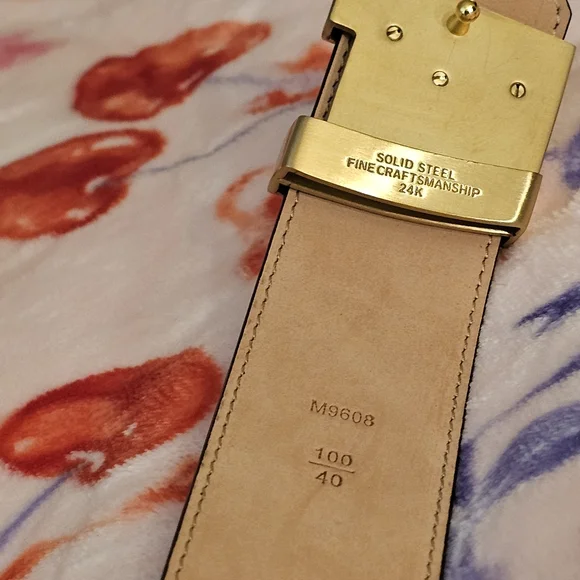 SOLID STEEL
FINE CRAFTSMANSHIP
24K
M9608
100
40